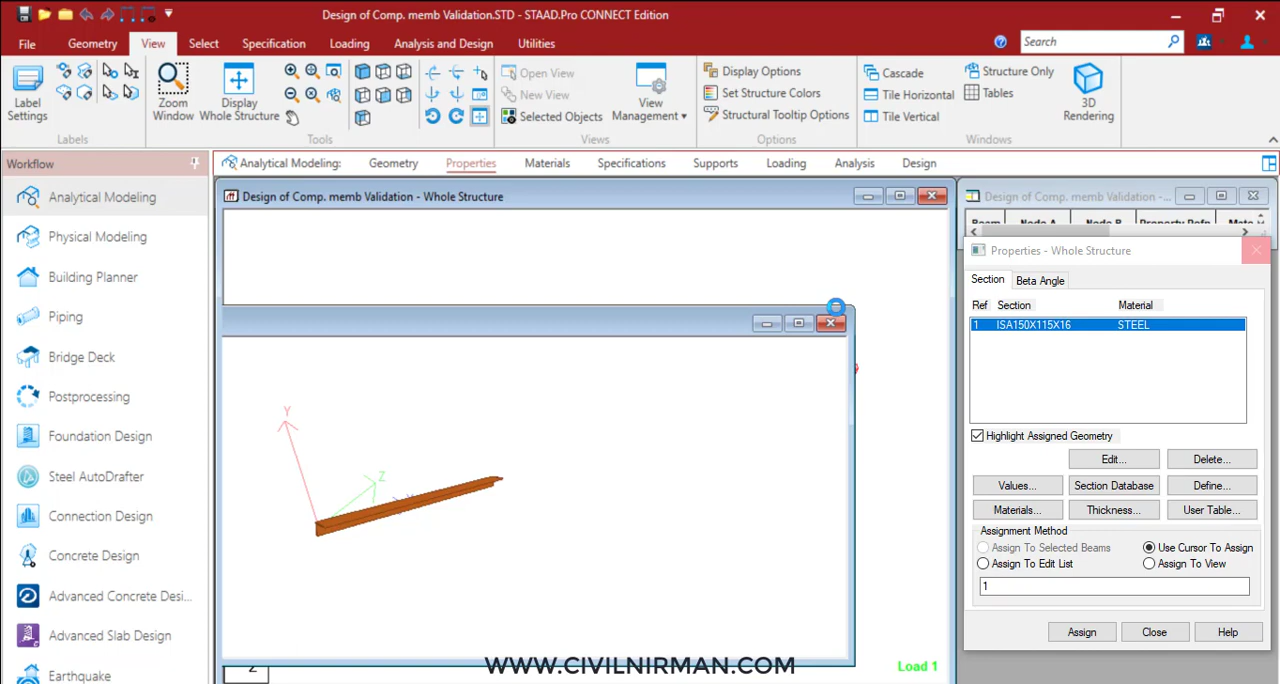 Design of Comp. memb Validation.STD - STAAD.Pro CONNECT Edition
File
Geometry
View
Select
Specification
Loading
Analysis and Design
Utilities
Search
Label
Settings
Labels
Zoom
Window
Display
Whole Structure
Tools
Open View
New View
Selected Objects
View
Management
Views
Display Options
Set Structure Colors
Structural Tooltip Options
Options
Cascade
Tile Horizontal
Tile Vertical
Structure Only
Tables
3D
Rendering
Windows
Workflow
Analytical Modeling:
Geometry
Properties
Materials
Specifications
Supports
Loading
Analysis
Design
Analytical Modeling
Physical Modeling
Building Planner
Piping
Bridge Deck
Postprocessing
Foundation Design
Steel AutoDrafter
Connection Design
Concrete Design
Advanced Concrete Desi...
Advanced Slab Design
Earthquake
Design of Comp. memb Validation - Whole Structure
Y
Z
Load 1
Design of Comp. memb Validation -...
Beam Node A Node B Property Refn
Properties - Whole Structure
Section
Beta Angle
Ref Section Material
1 ISA150X115X16 STEEL
Highlight Assigned Geometry
Edit... Delete...
Values... Section Database Define...
Materials... Thickness... User Table...
Assignment Method
Assign To Selected Beams Use Cursor To Assign
Assign To Edit List Assign To View
1
Assign Close Help
WWW.CIVILNIRMAN.COM